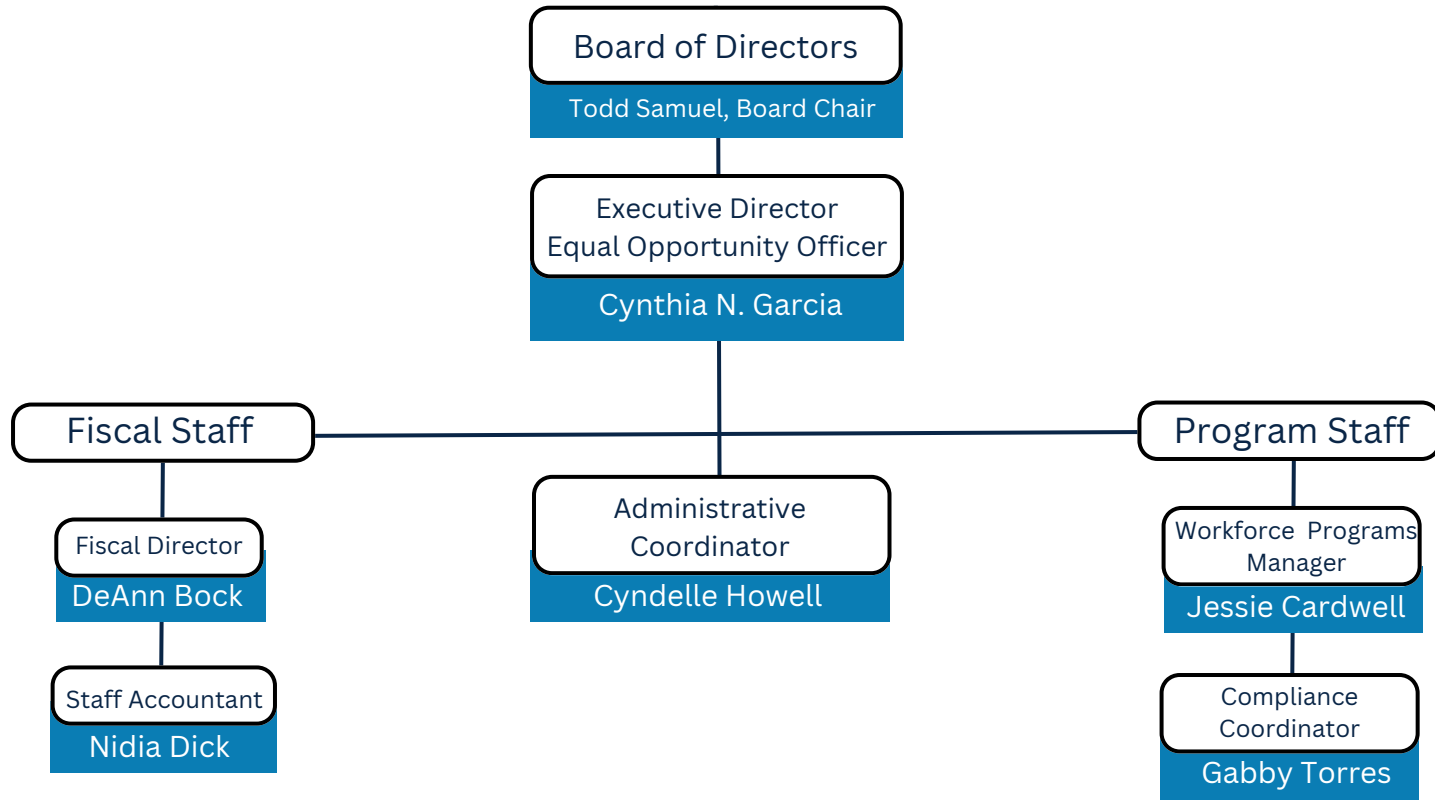 Board of Directors
Todd Samuel, Board Chair
Executive Director
Equal Opportunity Officer
Cynthia N. Garcia
Fiscal Staff
Program Staff
Administrative
Coordinator
Cyndelle Howell
Fiscal Director
DeAnn Bock
Workforce Programs
Manager
Jessie Cardwell
Staff Accountant
Nidia Dick
Compliance
Coordinator
Gabby Torres